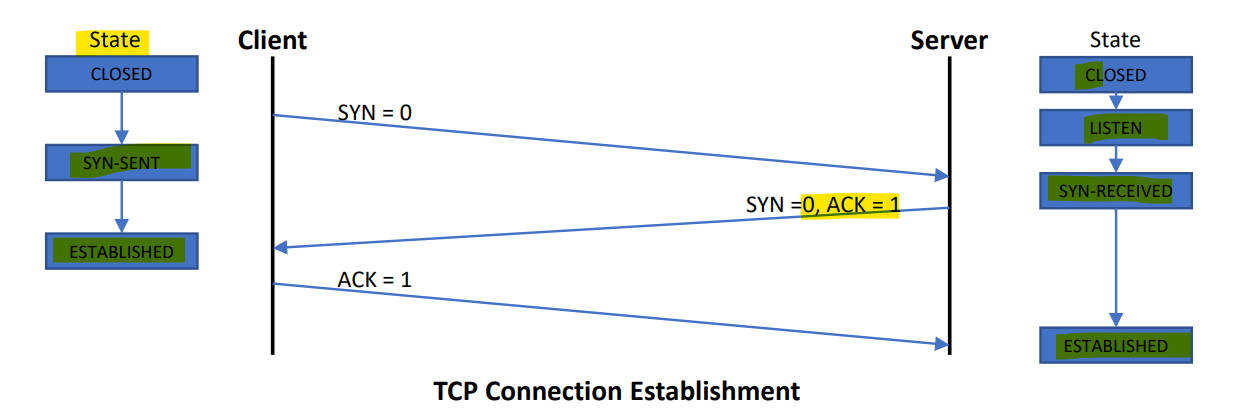 State
Client
Server
State
CLOSED
CLOSED
SYN = 0
LISTEN
SYN-SENT
SYN-RECEIVED
SYN =0, ACK = 1
ESTABLISHED
ACK = 1
ESTABLISHED
TCP Connection Establishment